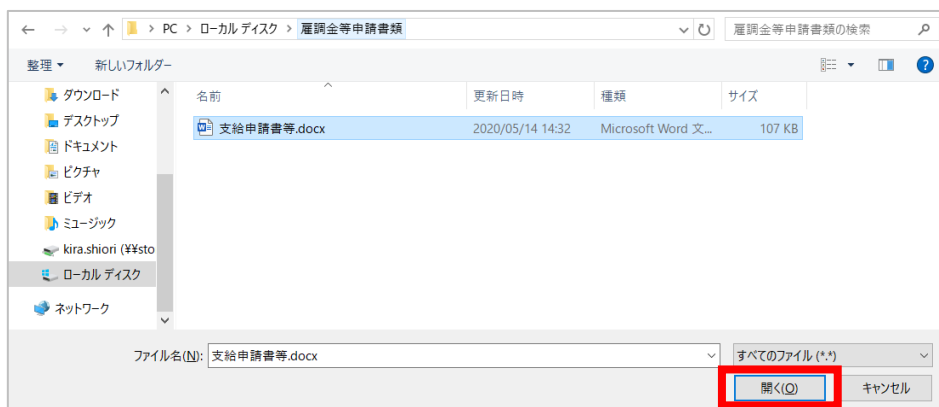 PC > ローカル ディスク > 雇調金等申請書類
雇調金等申請書類の検索
整理 新しいフォルダー
ダウンロード
デスクトップ
ドキュメント
ピクチャ
ビデオ
ミュージック
kira.shiori (¥¥sto
ローカル ディスク
ネットワーク
名前 更新日時 種類 サイズ
支給申請書等.docx 2020/05/14 14:32 Microsoft Word 文... 107 KB
ファイル名(N): 支給申請書等.docx すべてのファイル (*.*)
開く(O) キャンセル